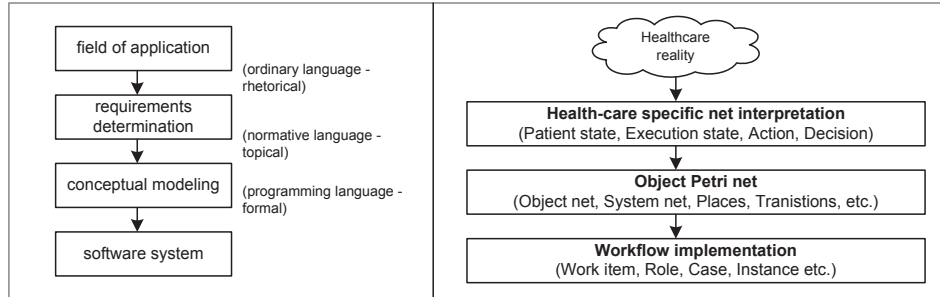 field of application
(ordinary language -
rhetorical)
requirements
determination
(normative language -
topical)
conceptual modeling
(programming language -
formal)
software system
Healthcare
reality
Health-care specific net interpretation
(Patient state, Execution state, Action, Decision)
Object Petri net
(Object net, System net, Places, Tranistions, etc.)
Workflow implementation
(Work item, Role, Case, Instance etc.)